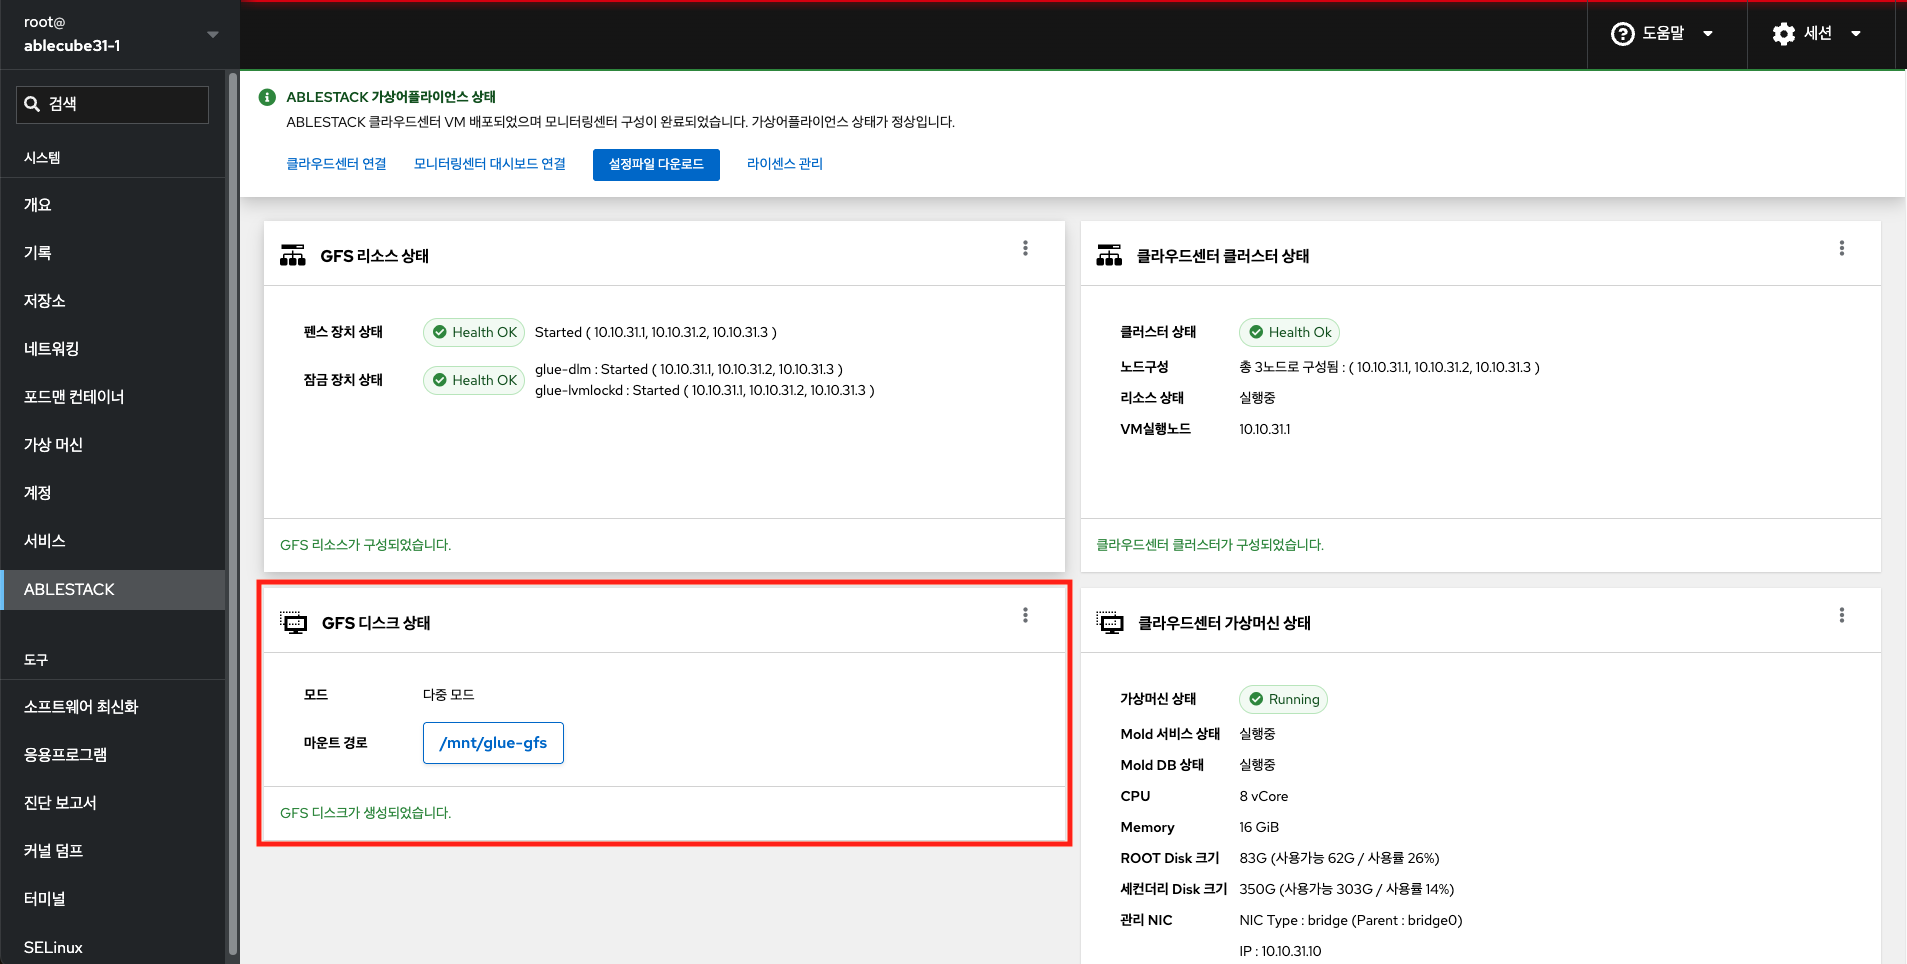 root@
ablecube31-1
도움말
세션
검색
시스템
개요
기록
저장소
네트워킹
포드맨 컨테이너
가상 머신
계정
서비스
ABLESTACK
도구
소프트웨어 최신화
응용프로그램
진단 보고서
커널 덤프
터미널
SELinux
ABLESTACK 가상어플라이언스 상태
ABLESTACK 클라우드센터 VM 배포되었으며 모니터링센터 구성이 완료되었습니다. 가상어플라이언스 상태가 정상입니다.
클라우드센터 연결 모니터링센터 대시보드 연결 설정파일 다운로드 라이센스 관리
GFS 리소스 상태
펜스 장치 상태 Health OK Started ( 10.10.31.1, 10.10.31.2, 10.10.31.3 )
잠금 장치 상태 Health OK glue-dlm : Started ( 10.10.31.1, 10.10.31.2, 10.10.31.3 )
glue-lvmlockd : Started ( 10.10.31.1, 10.10.31.2, 10.10.31.3 )
GFS 리소스가 구성되었습니다.
클라우드센터 클러스터 상태
클러스터 상태 Health Ok
노드구성 총 3노드로 구성됨 : ( 10.10.31.1, 10.10.31.2, 10.10.31.3 )
리소스 상태 실행중
VM실행노드 10.10.31.1
클라우드센터 클러스터가 구성되었습니다.
GFS 디스크 상태
모드 다중 모드
마운트 경로 /mnt/glue-gfs
GFS 디스크가 생성되었습니다.
클라우드센터 가상머신 상태
가상머신 상태 Running
Mold 서비스 상태 실행중
Mold DB 상태 실행중
CPU 8 vCore
Memory 16 GiB
ROOT Disk 크기 83G (사용가능 62G / 사용률 26%)
세컨더리 Disk 크기 350G (사용가능 303G / 사용률 14%)
관리 NIC NIC Type : bridge (Parent : bridge0)
IP : 10.10.31.10